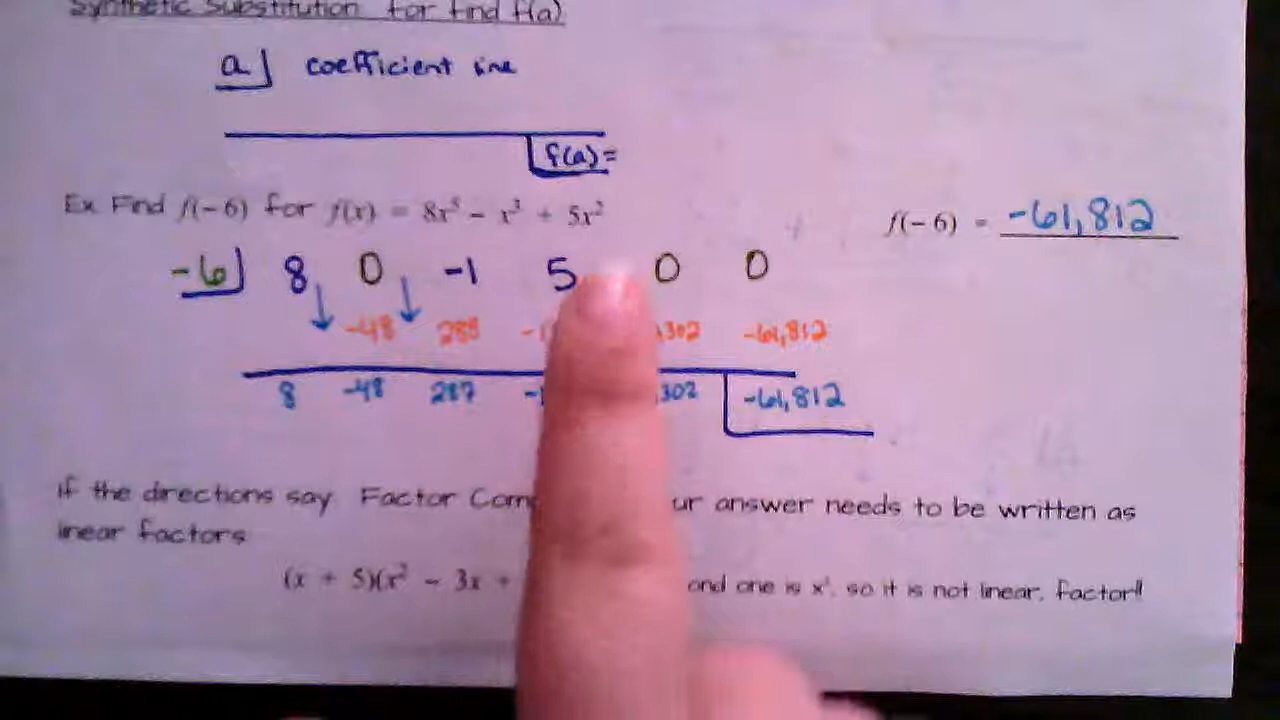 Synthetic Substitution for find f(a)
a] coefficient line
f(a) =
Ex Find f(-6) for f(x) = 8x⁵ - x³ + 5x²
f(-6) = -61,812
-6] 8 0 -1 5 0 0
-48 288 ,302 -61,812
8 -48 287 ,302 -61,812
If the directions say Factor Com ur answer needs to be written as
linear factors
(x + 5)(x² - 3x + and one is x², so it is not linear, factor!!